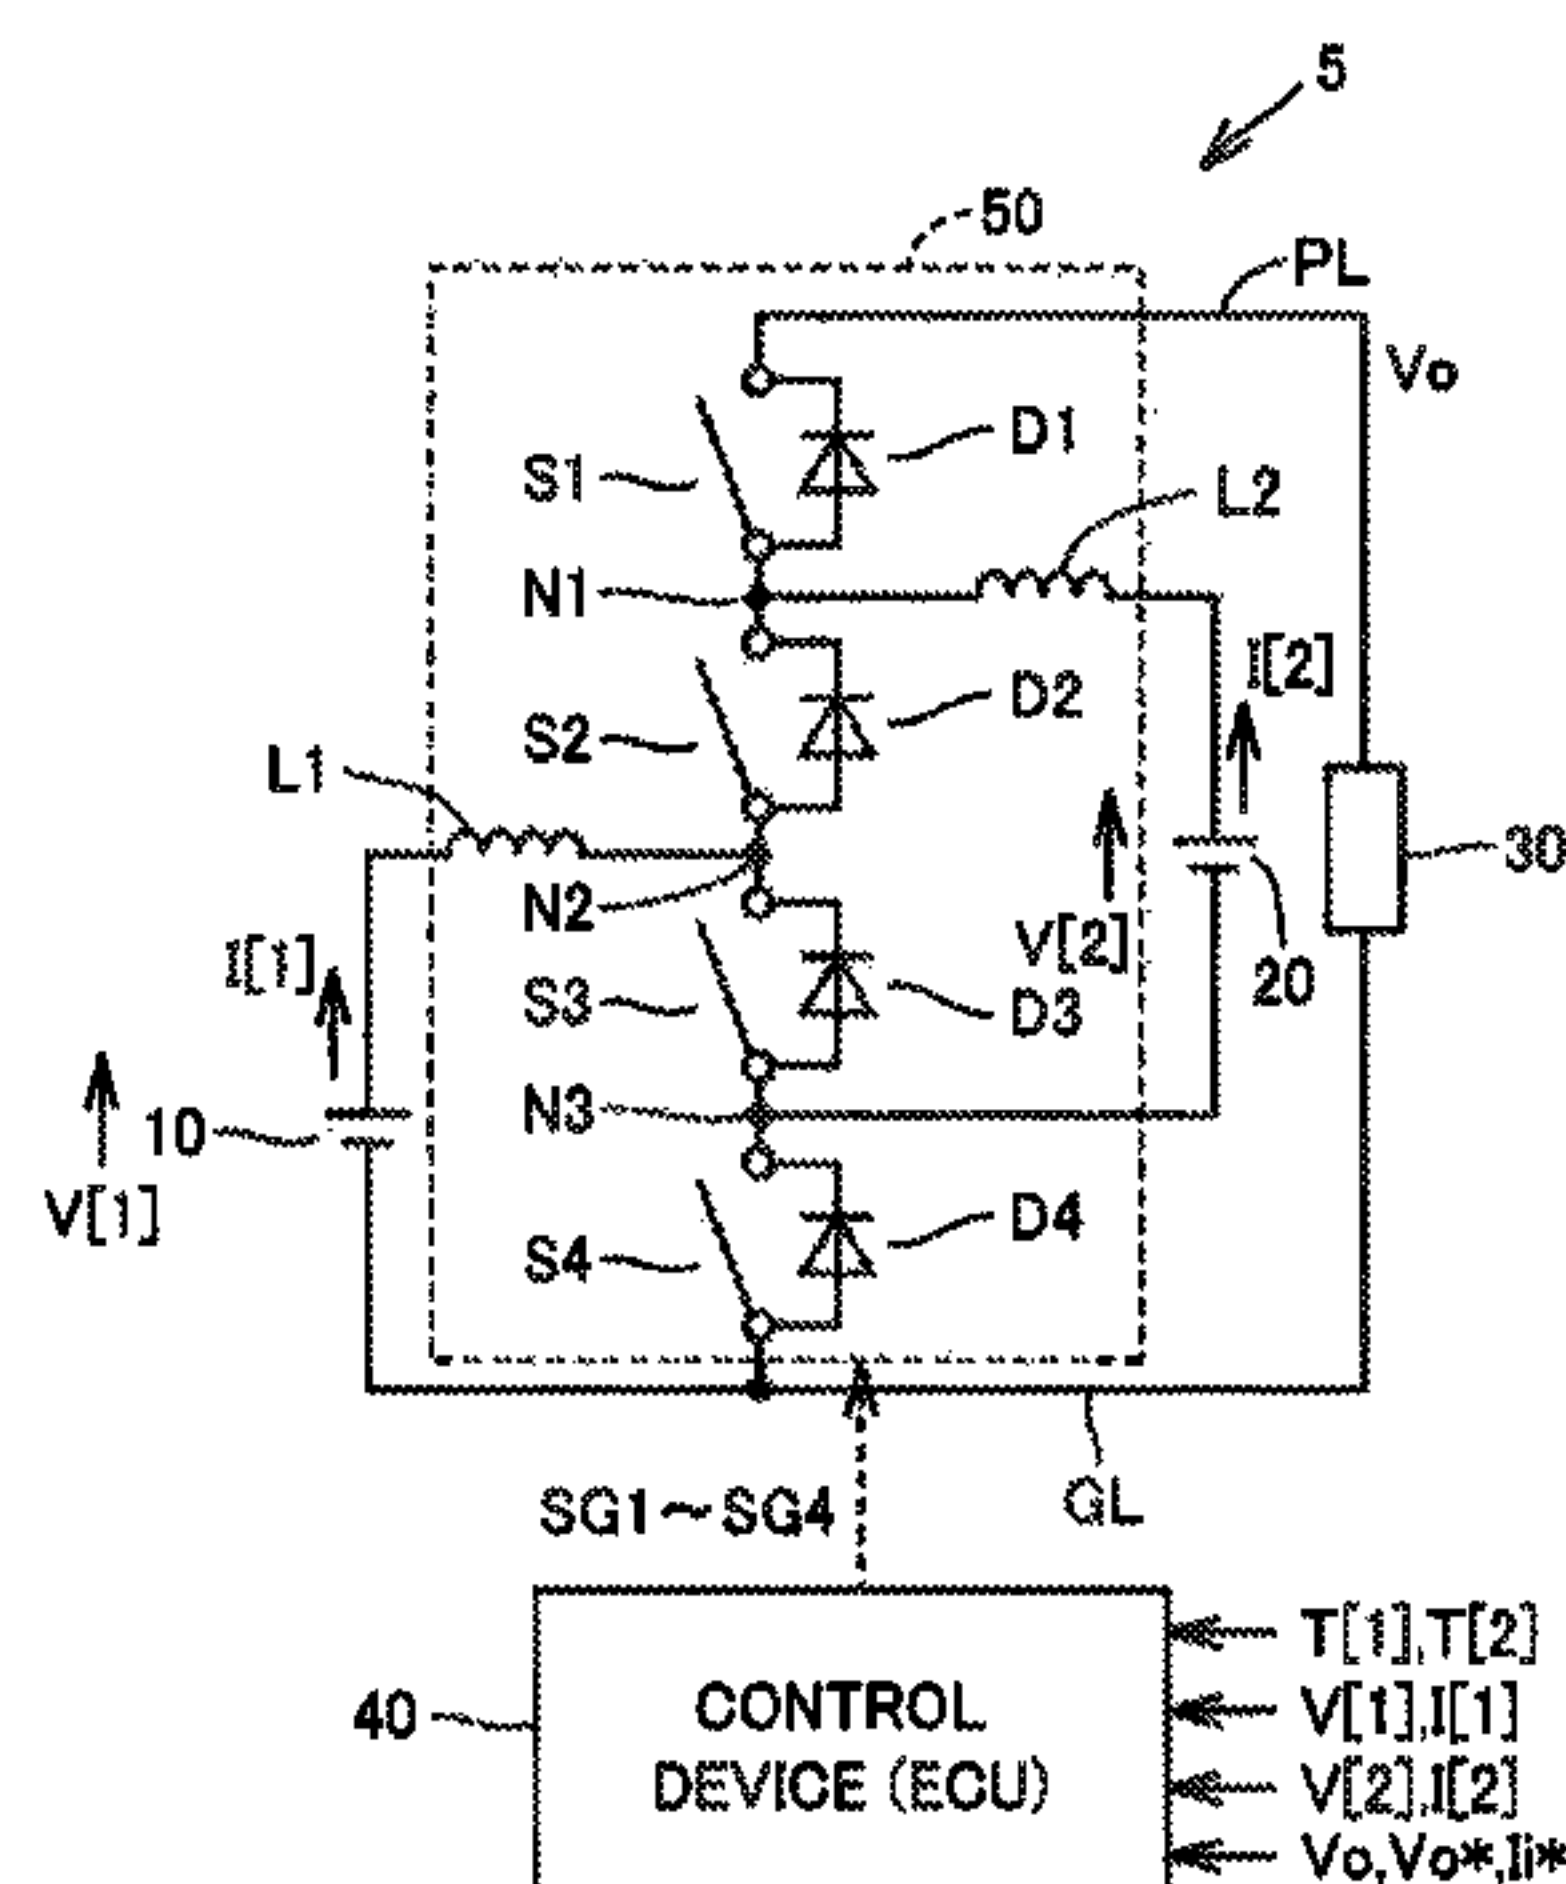 5
50
PL
Vo
D1
S1
L2
N1
I[2]
D2
S2
L1
30
N2
V[2]
I[1]
20
S3
D3
N3
10
V[1]
D4
S4
SG1~SG4
GL
T[1],T[2]
40
CONTROL
V[1],I[1]
DEVICE (ECU)
V[2],I[2]
Vo,Vo*,Ii*